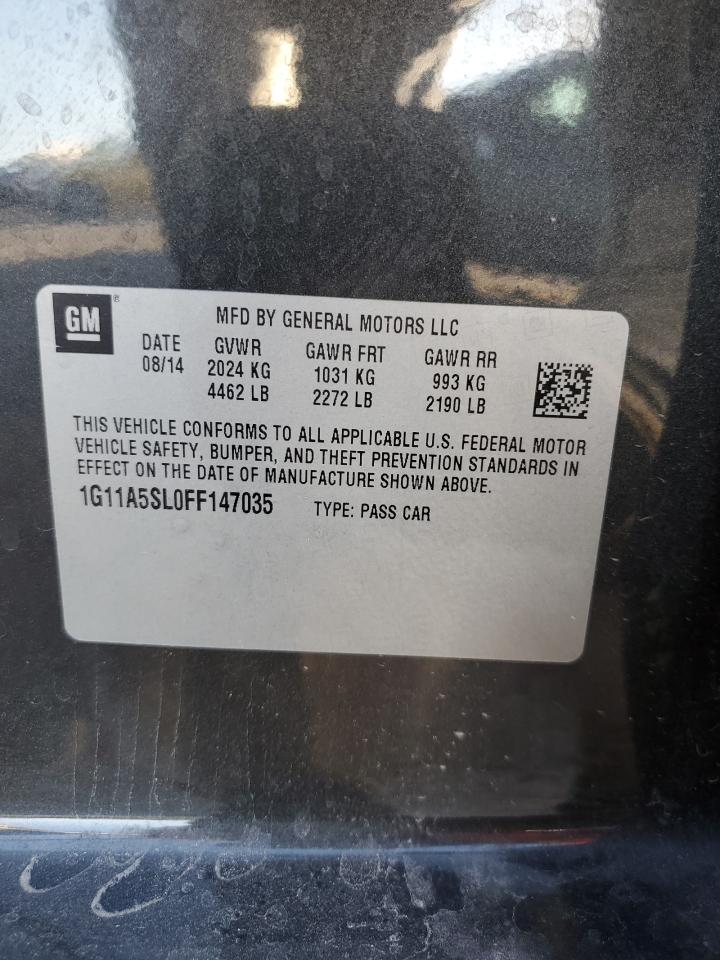 GM®
MFD BY GENERAL MOTORS LLC
DATE GVWR GAWR FRT GAWR RR
08/14 2024 KG 1031 KG 993 KG
4462 LB 2272 LB 2190 LB
THIS VEHICLE CONFORMS TO ALL APPLICABLE U.S. FEDERAL MOTOR
VEHICLE SAFETY, BUMPER, AND THEFT PREVENTION STANDARDS IN
EFFECT ON THE DATE OF MANUFACTURE SHOWN ABOVE.
1G11A5SL0FF147035 TYPE: PASS CAR